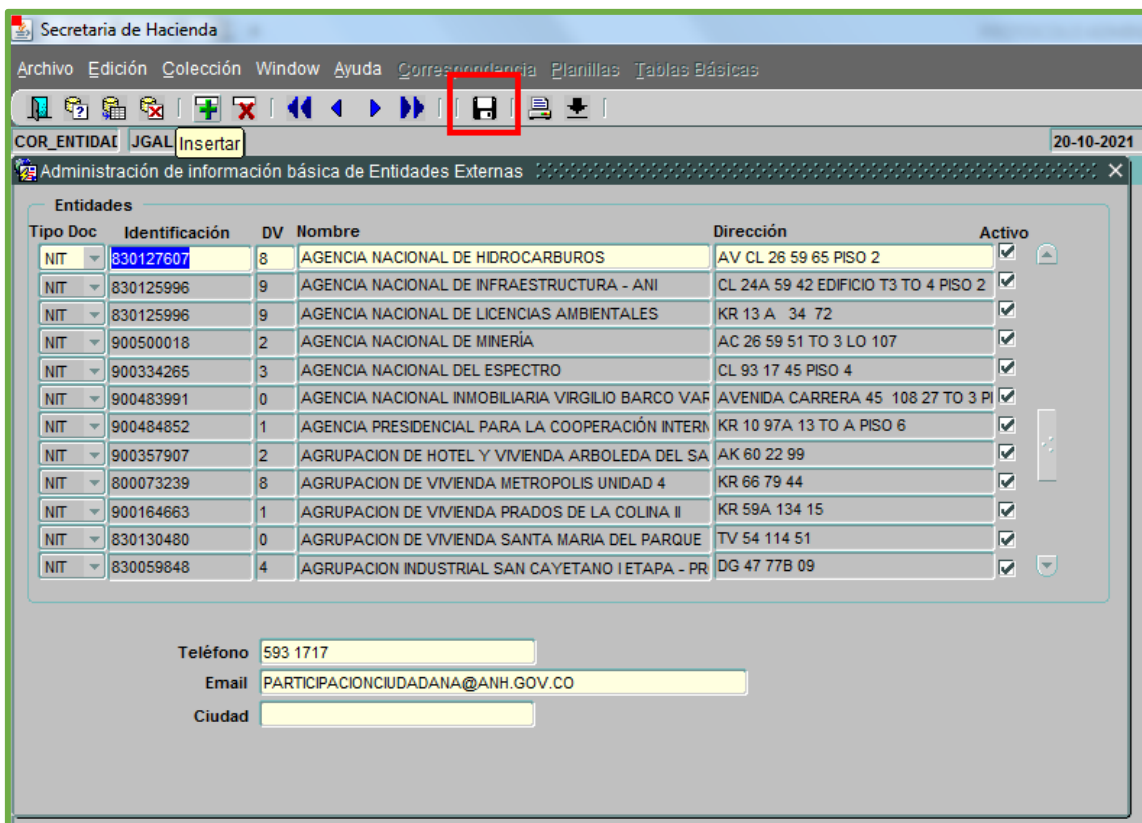 Secretaria de Hacienda
Archivo Edición Colección Window Ayuda Correspondencia Planillas Tablas Básicas
COR_ENTIDAD JGAL Insertar 20-10-2021
Administración de información básica de Entidades Externas
Entidades
Tipo Doc Identificación DV Nombre Dirección Activo
NIT 830127607 8 AGENCIA NACIONAL DE HIDROCARBUROS AV CL 26 59 65 PISO 2
NIT 830125996 9 AGENCIA NACIONAL DE INFRAESTRUCTURA - ANI CL 24A 59 42 EDIFICIO T3 TO 4 PISO 2
NIT 830125996 9 AGENCIA NACIONAL DE LICENCIAS AMBIENTALES KR 13 A 34 72
NIT 900500018 2 AGENCIA NACIONAL DE MINERÍA AC 26 59 51 TO 3 LO 107
NIT 900334265 3 AGENCIA NACIONAL DEL ESPECTRO CL 93 17 45 PISO 4
NIT 900483991 0 AGENCIA NACIONAL INMOBILIARIA VIRGILIO BARCO VAR AVENIDA CARRERA 45 108 27 TO 3 PI
NIT 900484852 1 AGENCIA PRESIDENCIAL PARA LA COOPERACIÓN INTERN KR 10 97A 13 TO A PISO 6
NIT 900357907 2 AGRUPACION DE HOTEL Y VIVIENDA ARBOLEDA DEL SA AK 60 22 99
NIT 800073239 8 AGRUPACION DE VIVIENDA METROPOLIS UNIDAD 4 KR 66 79 44
NIT 900164663 1 AGRUPACION DE VIVIENDA PRADOS DE LA COLINA II KR 59A 134 15
NIT 830130480 0 AGRUPACION DE VIVIENDA SANTA MARIA DEL PARQUE TV 54 114 51
NIT 830059848 4 AGRUPACION INDUSTRIAL SAN CAYETANO I ETAPA - PR DG 47 77B 09
Teléfono 593 1717
Email PARTICIPACIONCIUDADANA@ANH.GOV.CO
Ciudad